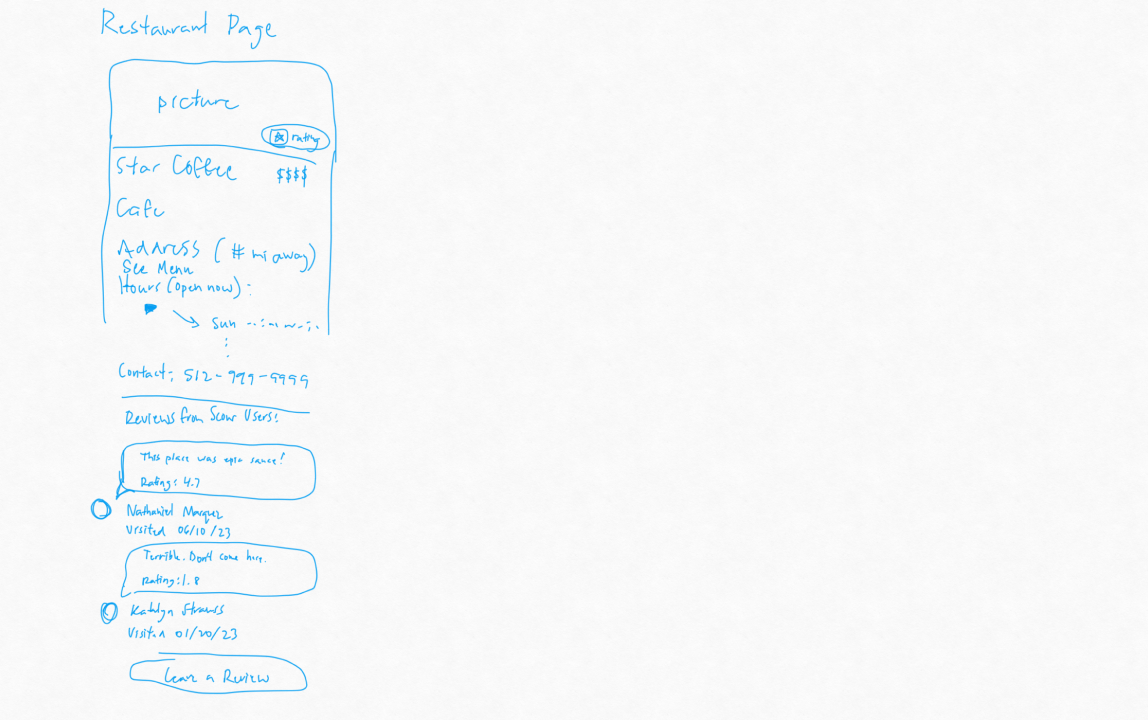 Restaurant Page
picture
rating
Star Coffee $$$$
Cafe
Address (# mi away)
See Menu
Hours (open now):
Sun
Contact: 512-999-9999
Reviews from Scour Users:
This place was epic sauce!
Rating: 4.7
Nathaniel Marquez
Visited 06/10/23
Terrible. Don't come here.
Rating: 1.8
Katelyn Strauss
Visited 01/20/23
Leave a Review